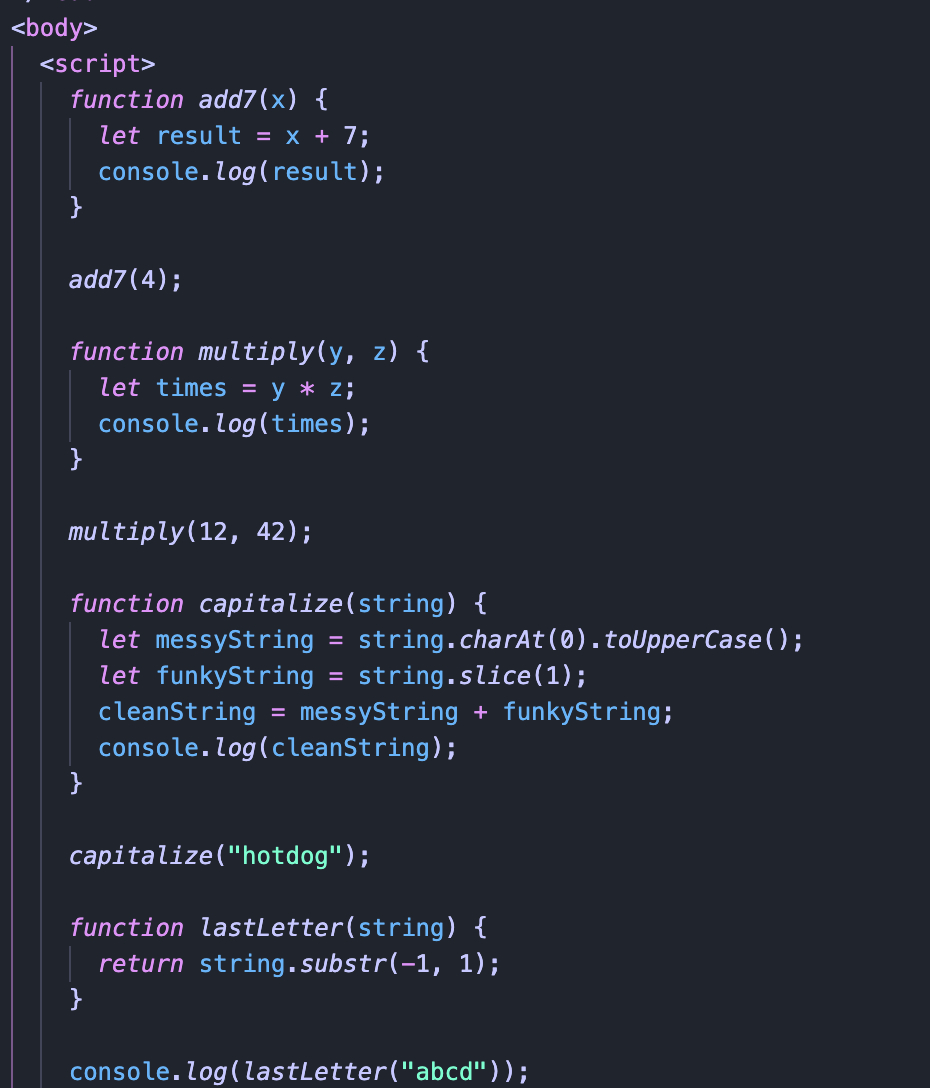 <body>
<script>
function add7(x) {
let result = x + 7;
console.log(result);
}
add7(4);
function multiply(y, z) {
let times = y * z;
console.log(times);
}
multiply(12, 42);
function capitalize(string) {
let messyString = string.charAt(0).toUpperCase();
let funkyString = string.slice(1);
cleanString = messyString + funkyString;
console.log(cleanString);
}
capitalize("hotdog");
function lastLetter(string) {
return string.substr(-1, 1);
}
console.log(lastLetter("abcd"));